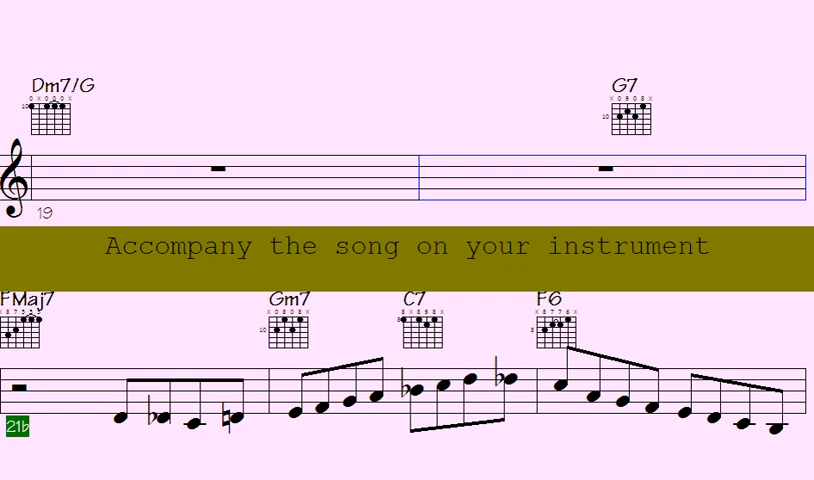 Dm7/G G7
19
Accompany the song on your instrument
FMaj7 Gm7 C7 F6
21b